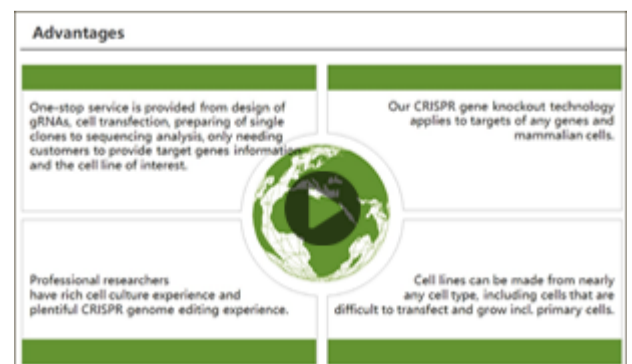 Advantages
One-stop service is provided from design of
gRNAs, cell transfection, preparing of single
clones to sequencing analysis, only needing
customers to provide target genes information
and the cell line of interest.
Our CRISPR gene knockout technology
applies to targets of any genes and
mammalian cells.
Professional researchers
have rich cell culture experience and
plentiful CRISPR genome editing experience.
Cell lines can be made from nearly
any cell type, including cells that are
difficult to transfect and grow incl. primary cells.